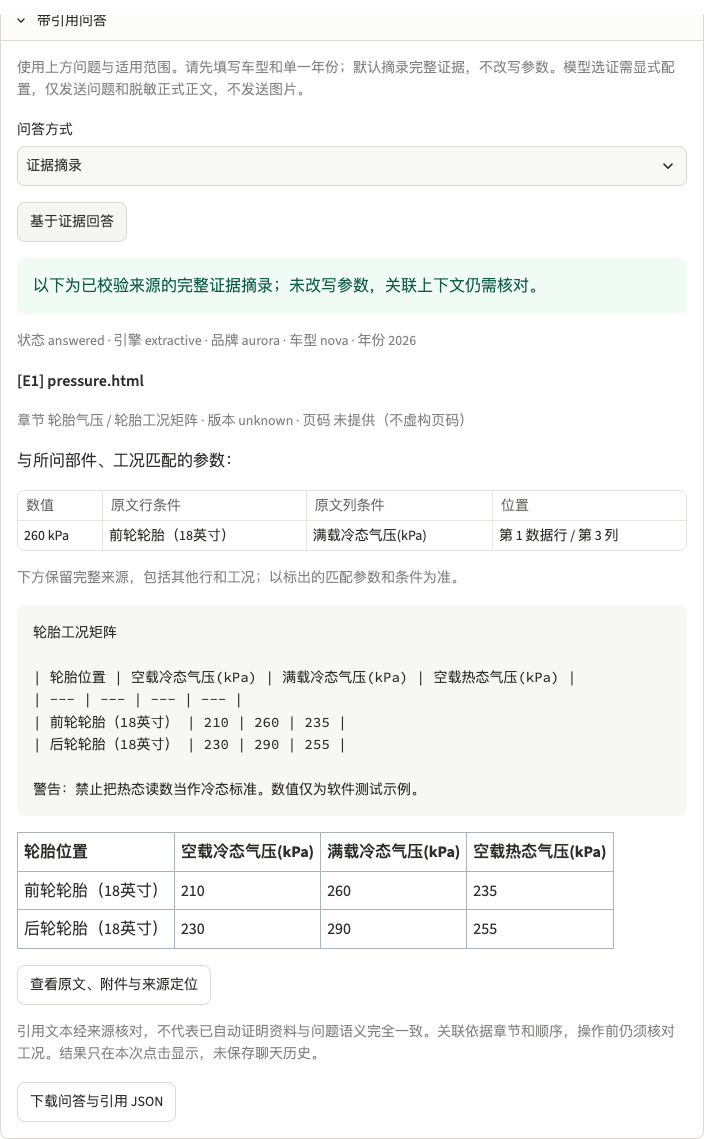 带引用问答
使用上方问题与适用范围。请先填写车型和单一年份；默认摘录完整证据，不改写参数。模型选证需显式配
置，仅发送问题和脱敏正式正文，不发送图片。
问答方式
证据摘录
基于证据回答
以下为已校验来源的完整证据摘录；未改写参数，关联上下文仍需核对。
状态 answered · 引擎 extractive · 品牌 aurora · 车型 nova · 年份 2026
[E1] pressure.html
章节 轮胎气压 / 轮胎工况矩阵 · 版本 unknown · 页码 未提供（不虚构页码）
与所问部件、工况匹配的参数：
数值 原文行条件 原文列条件 位置
260 kPa 前轮轮胎（18英寸） 满载冷态气压(kPa) 第 1 数据行 / 第 3 列
下方保留完整来源，包括其他行和工况；以标出的匹配参数和条件为准。
轮胎工况矩阵
| 轮胎位置 | 空载冷态气压(kPa) | 满载冷态气压(kPa) | 空载热态气压(kPa) |
| --- | --- | --- | --- |
| 前轮轮胎（18英寸） | 210 | 260 | 235 |
| 后轮轮胎（18英寸） | 230 | 290 | 255 |
警告：禁止把热态读数当作冷态标准。数值仅为软件测试示例。
轮胎位置 空载冷态气压(kPa) 满载冷态气压(kPa) 空载热态气压(kPa)
前轮轮胎（18英寸） 210 260 235
后轮轮胎（18英寸） 230 290 255
查看原文、附件与来源定位
引用文本经来源核对，不代表已自动证明资料与问题语义完全一致。关联依据章节和顺序，操作前仍须核对
工况。结果只在本次点击显示，未保存聊天历史。
下载问答与引用 JSON